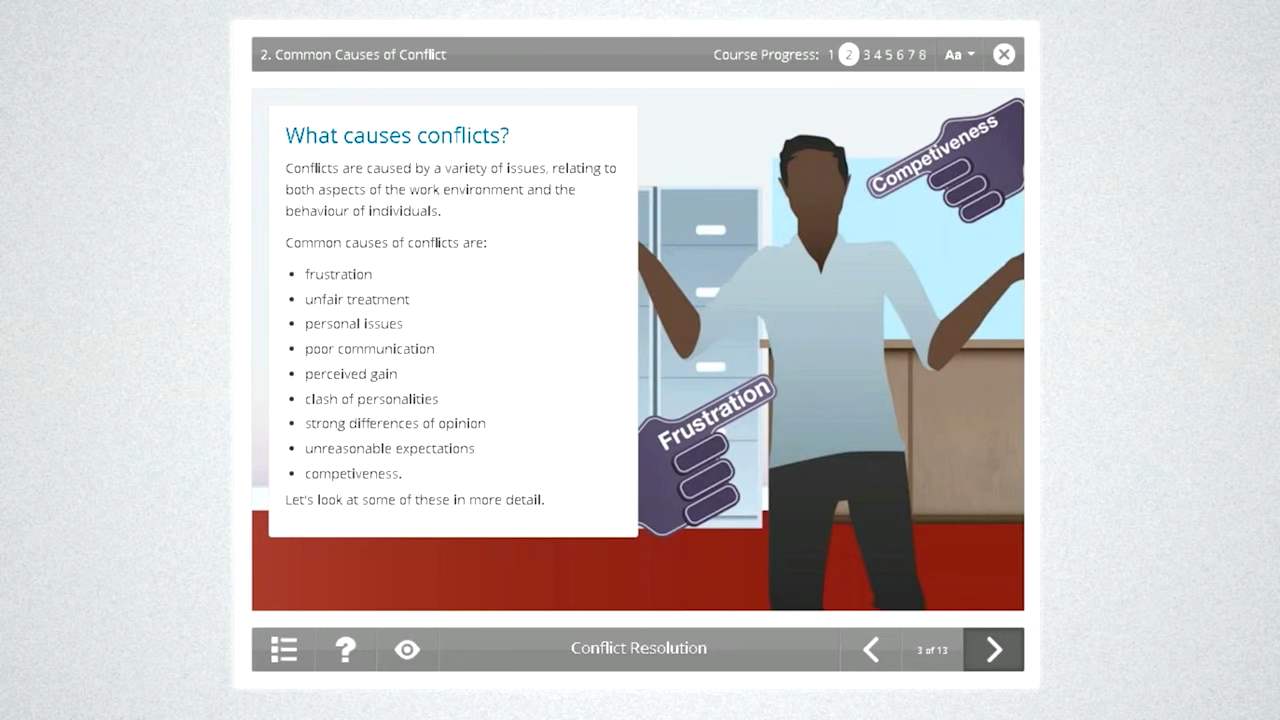 2. Common Causes of Conflict
Course Progress: 1 2 3 4 5 6 7 8
Aa
What causes conflicts?
Conflicts are caused by a variety of issues, relating to
both aspects of the work environment and the
behaviour of individuals.
Common causes of conflicts are:
• frustration
• unfair treatment
• personal issues
• poor communication
• perceived gain
• clash of personalities
• strong differences of opinion
• unreasonable expectations
• competiveness.
Let's look at some of these in more detail.
Competiveness
Frustration
?
Conflict Resolution
3 of 13